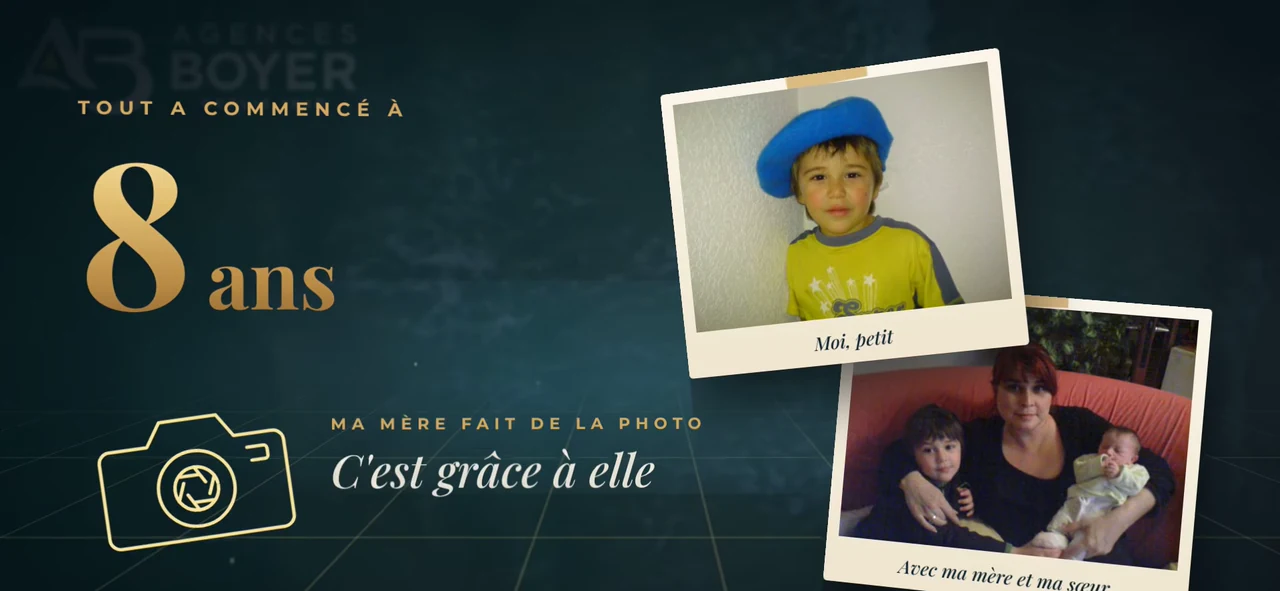 AGENCES
BOYER
TOUT A COMMENCÉ À
8 ans
MA MÈRE FAIT DE LA PHOTO
C'est grâce à elle
Moi, petit
Avec ma mère et ma sœur